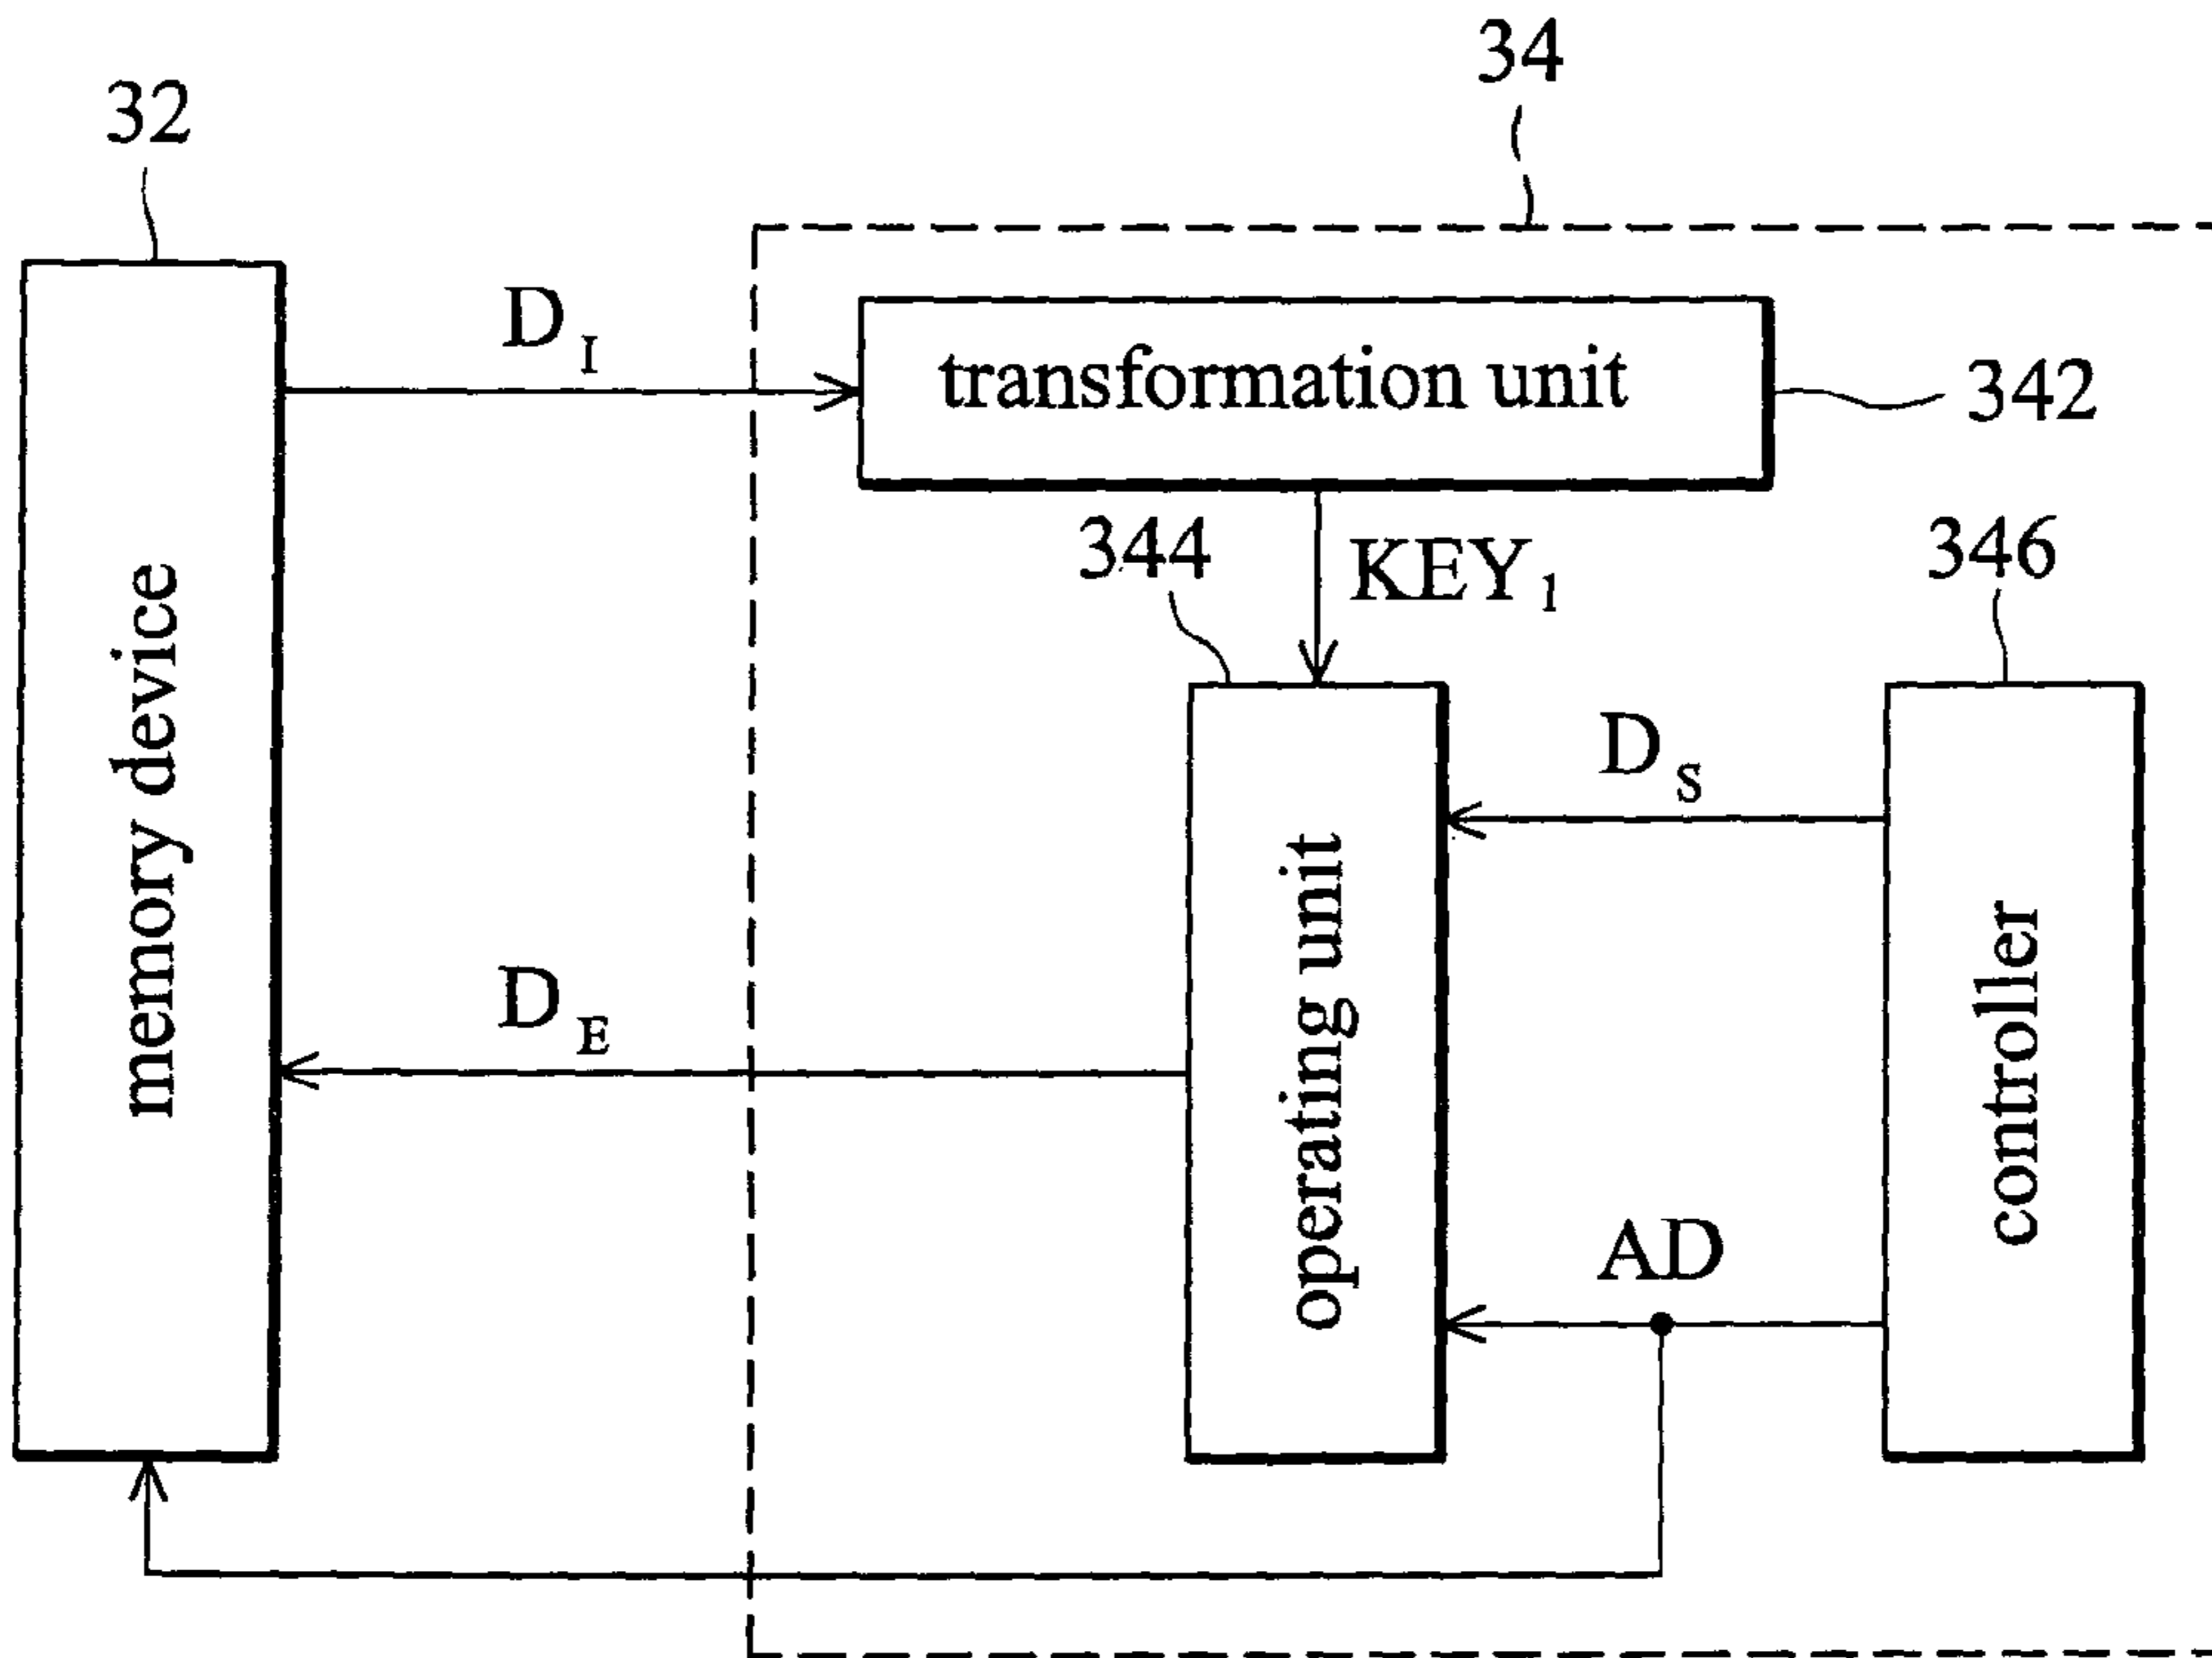 34
32
D I
transformation unit
342
344
KEY 1
346
memory device
D S
operating unit
controller
D E
AD